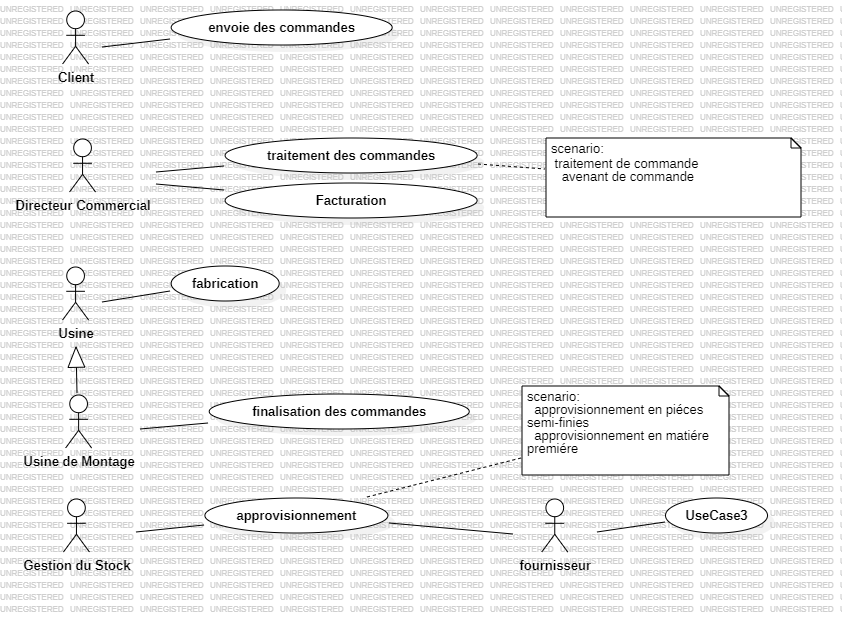 envoie des commandes
Client
traitement des commandes
scenario:
traitement de commande
avenant de commande
Facturation
Directeur Commercial
fabrication
Usine
finalisation des commandes
scenario:
approvisionnement en piéces
semi-finies
approvisionnement en matiére
premiére
Usine de Montage
approvisionnement
UseCase3
Gestion du Stock
fournisseur
UNREGISTERED